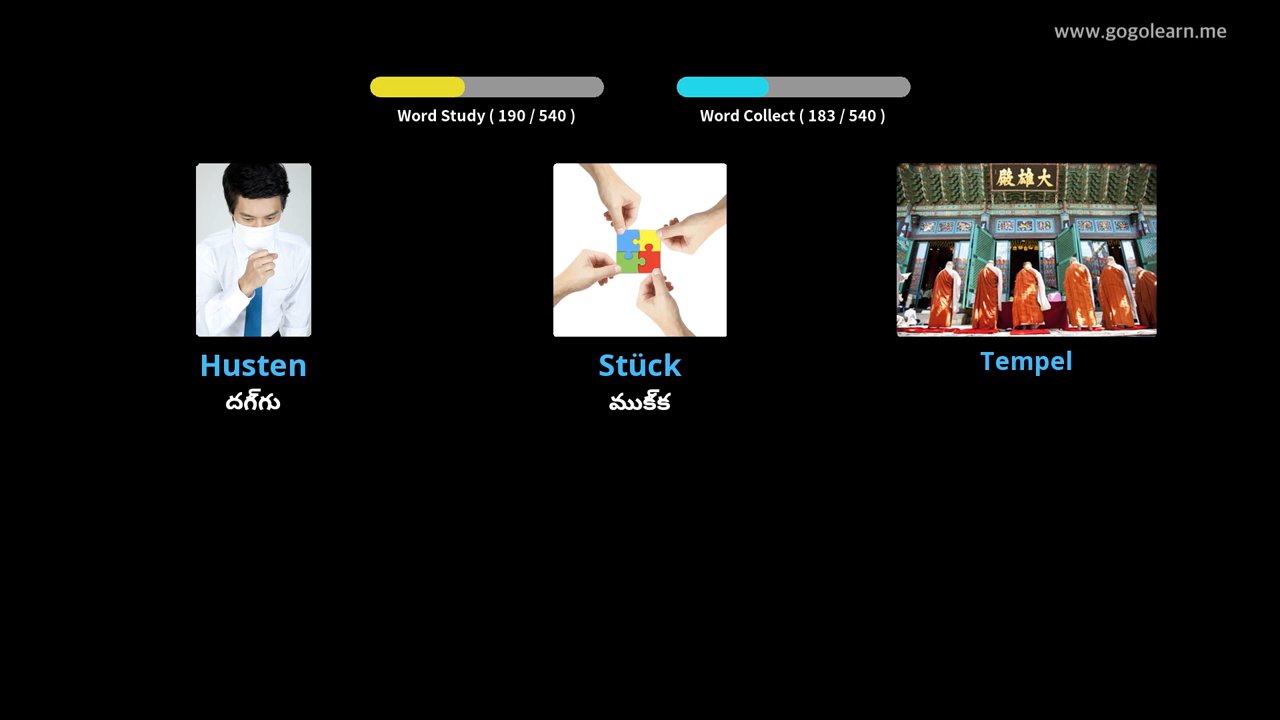 www.gogolearn.me
Word Study ( 190 / 540 )
Word Collect ( 183 / 540 )
殿雄大
Husten
Stück
Tempel
దగ్‌గు
ముక్‌క